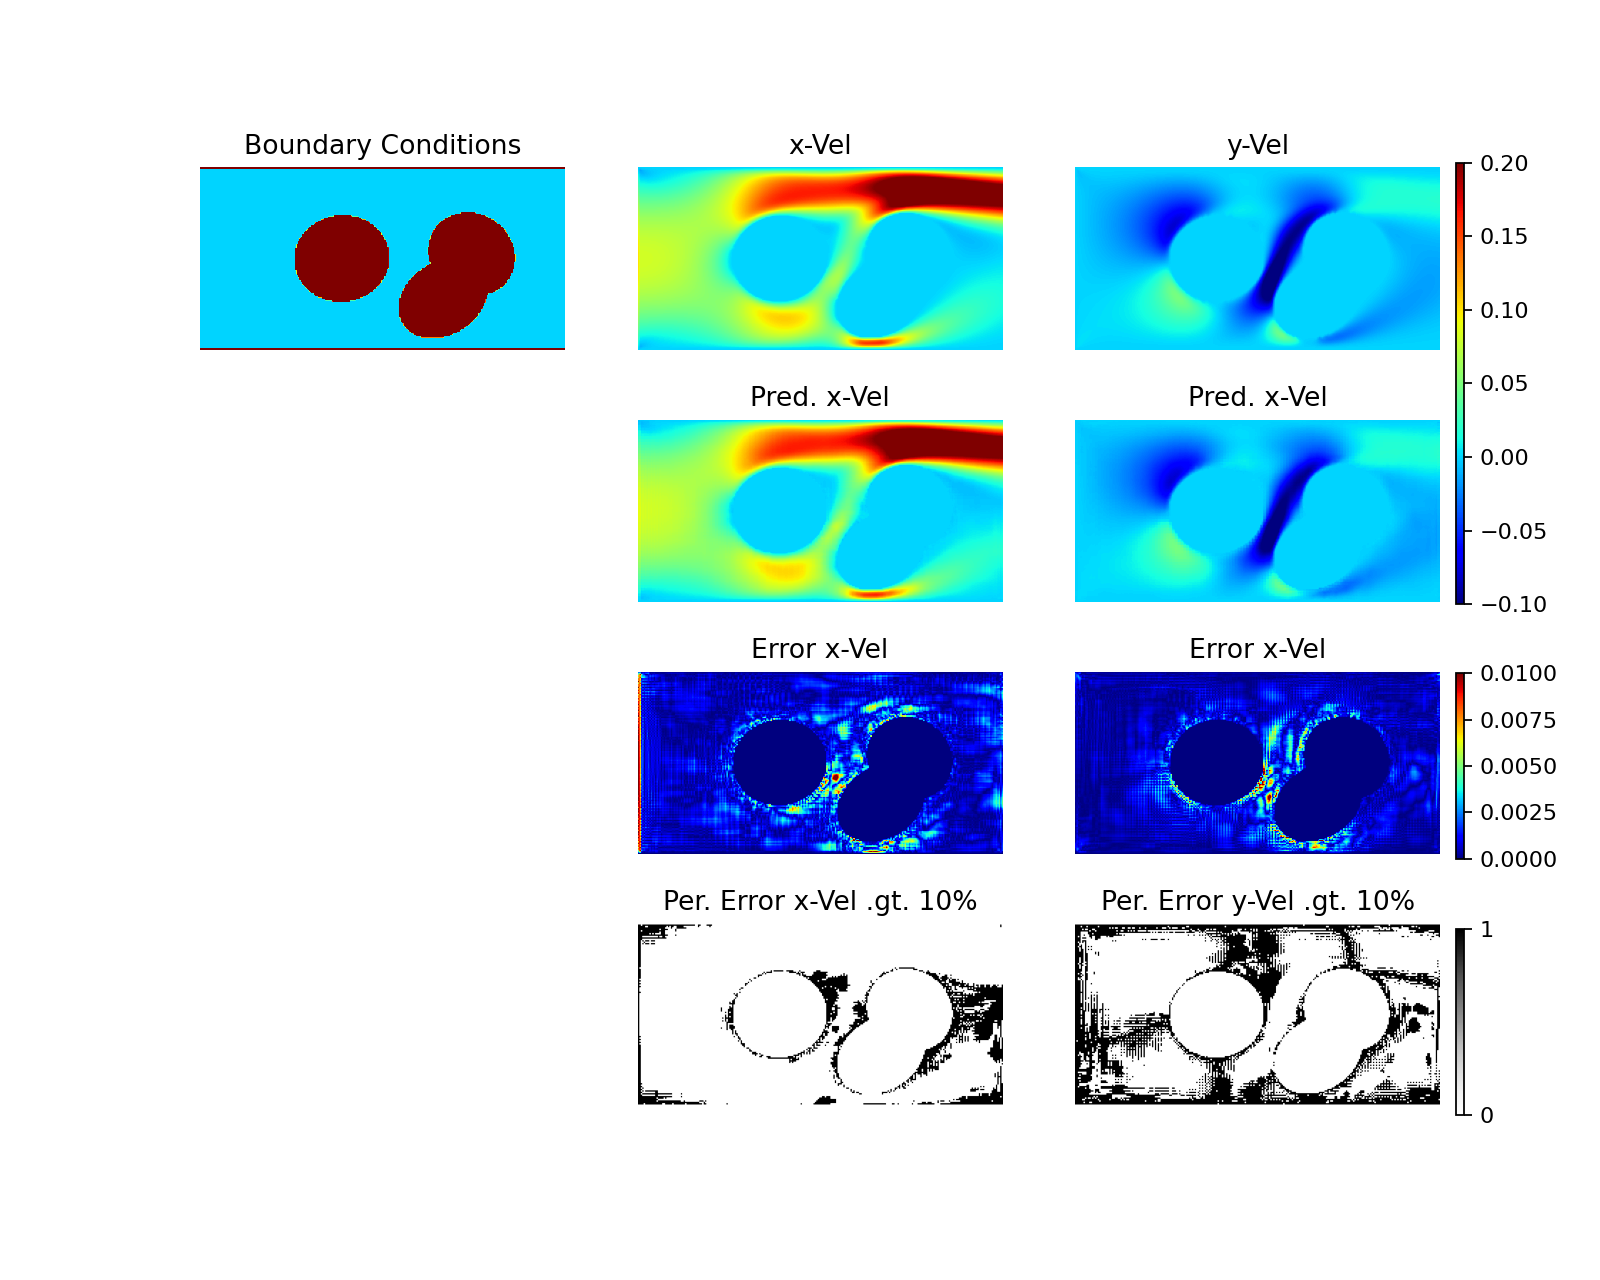 Boundary Conditions
x-Vel
y-Vel
0.20
0.15
0.10
0.05
0.00
−0.05
−0.10
Pred. x-Vel
Pred. x-Vel
Error x-Vel
Error x-Vel
0.0100
0.0075
0.0050
0.0025
0.0000
Per. Error x-Vel .gt. 10%
Per. Error y-Vel .gt. 10%
1
0